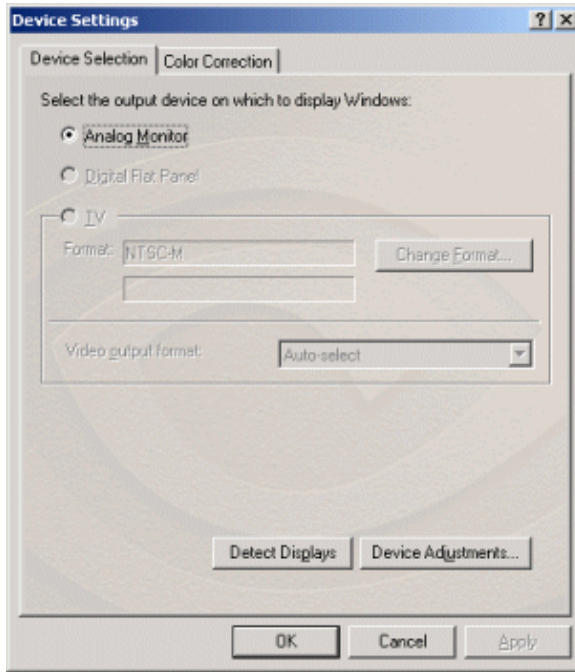 Device Settings
Device Selection
Color Correction
Select the output device on which to display Windows:
Analog Monitor
Digital Flat Panel
TV
Format:
NTSC-M
Change Format...
Video output format:
Auto-select
Detect Displays
Device Adjustments...
OK
Cancel
Apply